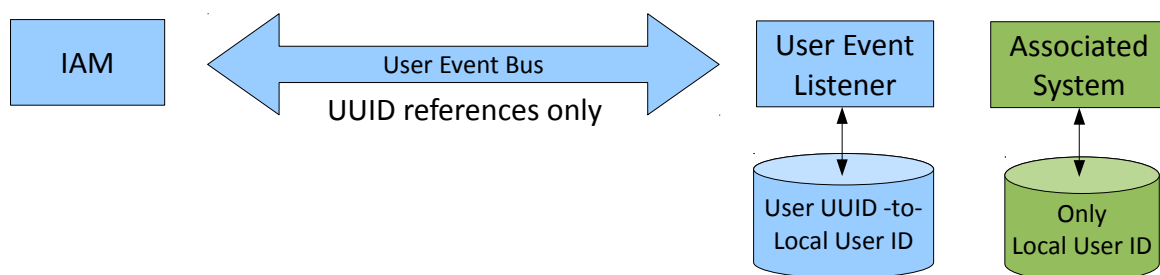 IAM
User Event Bus
UUID references only
User Event
Listener
Associated
System
User UUID -to-
Local User ID
Only
Local User ID